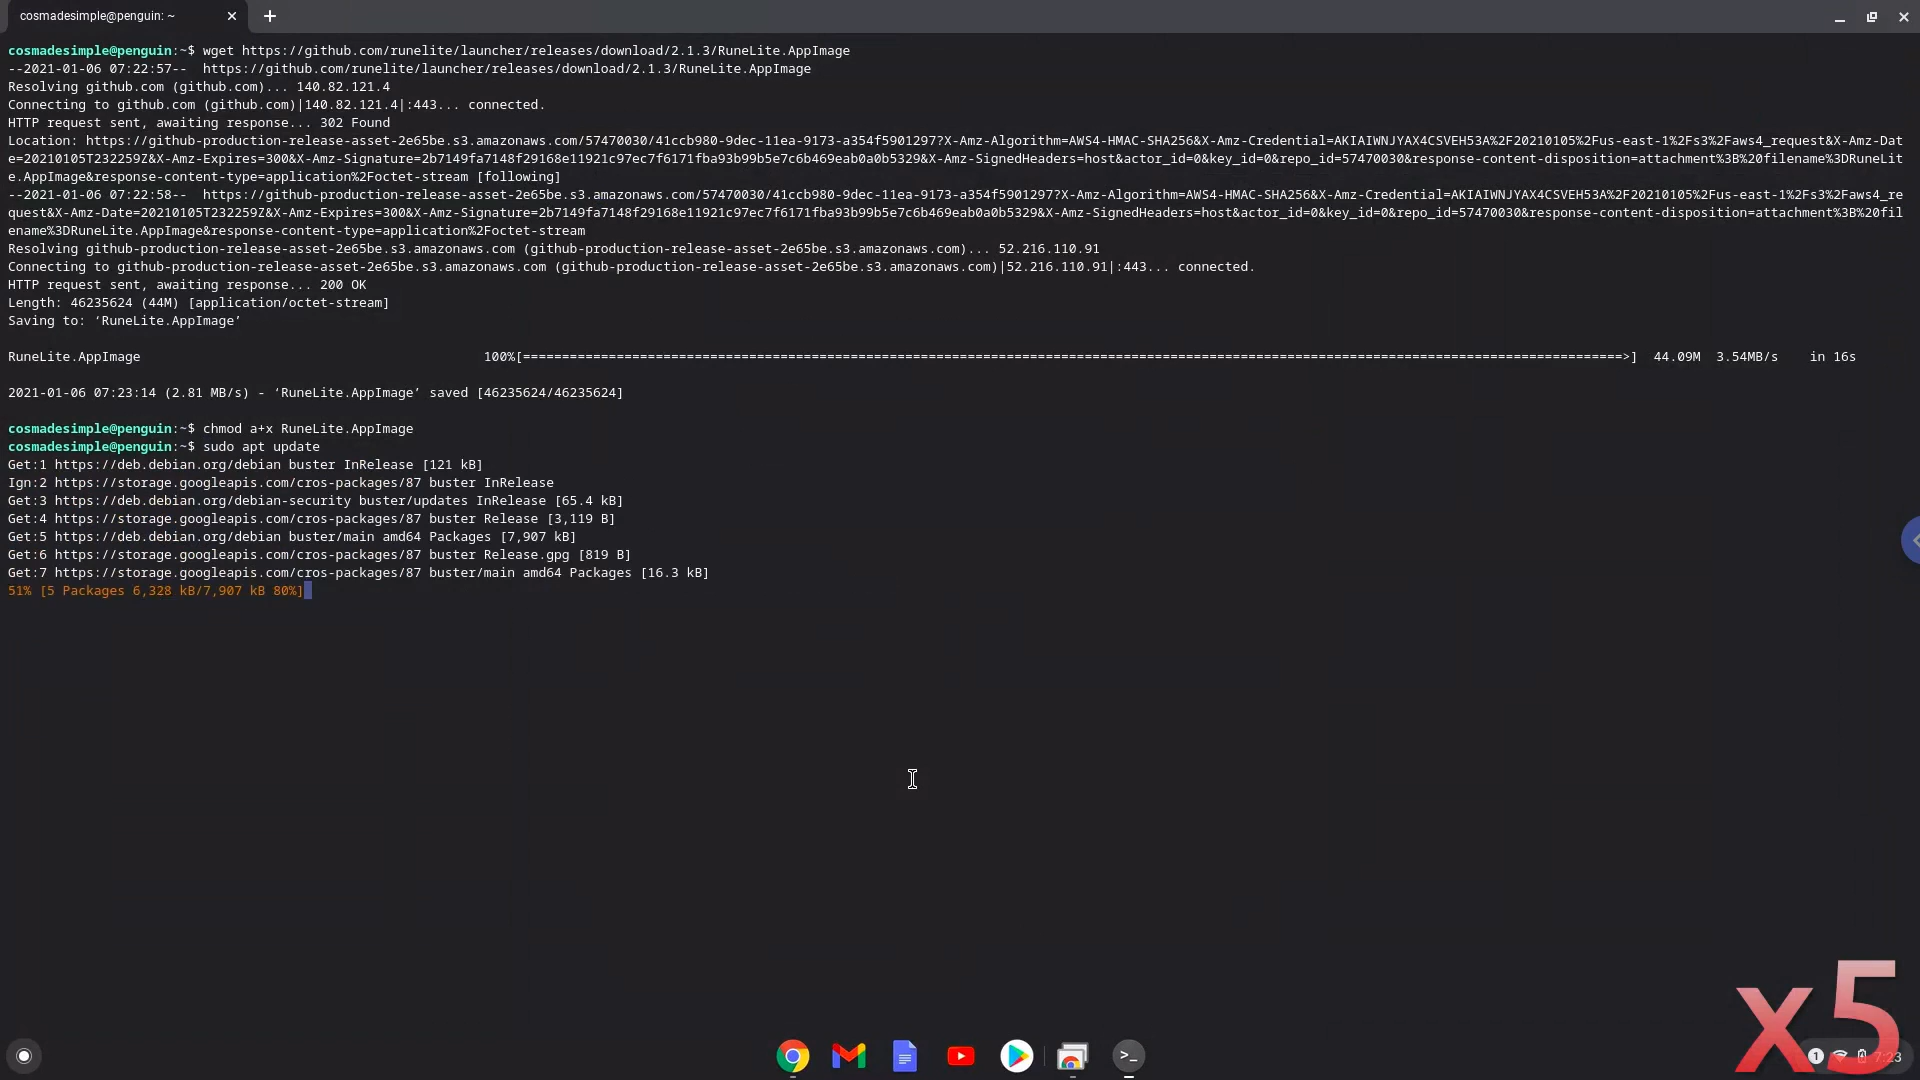 cosmadesimple@penguin: ~
cosmadesimple@penguin:~$ wget https://github.com/runelite/launcher/releases/download/2.1.3/RuneLite.AppImage
--2021-01-06 07:22:57--  https://github.com/runelite/launcher/releases/download/2.1.3/RuneLite.AppImage
Resolving github.com (github.com)... 140.82.121.4
Connecting to github.com (github.com)|140.82.121.4|:443... connected.
HTTP request sent, awaiting response... 302 Found
Location: https://github-production-release-asset-2e65be.s3.amazonaws.com/57470030/41ccb980-9dec-11ea-9173-a354f5901297?X-Amz-Algorithm=AWS4-HMAC-SHA256&X-Amz-Credential=AKIAIWNJYAX4CSVEH53A%2F20210105%2Fus-east-1%2Fs3%2Faws4_request&X-Amz-Dat
e=20210105T232259Z&X-Amz-Expires=300&X-Amz-Signature=2b7149fa7148f29168e11921c97ec7f6171fba93b99b5e7c6b469eab0a0b5329&X-Amz-SignedHeaders=host&actor_id=0&key_id=0&repo_id=57470030&response-content-disposition=attachment%3B%20filename%3DRuneLit
e.AppImage&response-content-type=application%2Foctet-stream [following]
--2021-01-06 07:22:58--  https://github-production-release-asset-2e65be.s3.amazonaws.com/57470030/41ccb980-9dec-11ea-9173-a354f5901297?X-Amz-Algorithm=AWS4-HMAC-SHA256&X-Amz-Credential=AKIAIWNJYAX4CSVEH53A%2F20210105%2Fus-east-1%2Fs3%2Faws4_re
quest&X-Amz-Date=20210105T232259Z&X-Amz-Expires=300&X-Amz-Signature=2b7149fa7148f29168e11921c97ec7f6171fba93b99b5e7c6b469eab0a0b5329&X-Amz-SignedHeaders=host&actor_id=0&key_id=0&repo_id=57470030&response-content-disposition=attachment%3B%20fil
ename%3DRuneLite.AppImage&response-content-type=application%2Foctet-stream
Resolving github-production-release-asset-2e65be.s3.amazonaws.com (github-production-release-asset-2e65be.s3.amazonaws.com)... 52.216.110.91
Connecting to github-production-release-asset-2e65be.s3.amazonaws.com (github-production-release-asset-2e65be.s3.amazonaws.com)|52.216.110.91|:443... connected.
HTTP request sent, awaiting response... 200 OK
Length: 46235624 (44M) [application/octet-stream]
Saving to: ‘RuneLite.AppImage’
RuneLite.AppImage 100%[=============================================================================================================================================>] 44.09M 3.54MB/s in 16s
2021-01-06 07:23:14 (2.81 MB/s) - ‘RuneLite.AppImage’ saved [46235624/46235624]
cosmadesimple@penguin:~$ chmod a+x RuneLite.AppImage
cosmadesimple@penguin:~$ sudo apt update
Get:1 https://deb.debian.org/debian buster InRelease [121 kB]
Ign:2 https://storage.googleapis.com/cros-packages/87 buster InRelease
Get:3 https://deb.debian.org/debian-security buster/updates InRelease [65.4 kB]
Get:4 https://storage.googleapis.com/cros-packages/87 buster Release [3,119 B]
Get:5 https://deb.debian.org/debian buster/main amd64 Packages [7,907 kB]
Get:6 https://storage.googleapis.com/cros-packages/87 buster Release.gpg [819 B]
Get:7 https://storage.googleapis.com/cros-packages/87 buster/main amd64 Packages [16.3 kB]
51% [5 Packages 6,328 kB/7,907 kB 80%]
x5
1 7:23